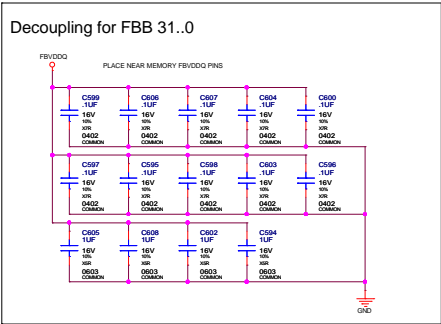 Decoupling for FBB 31..0
FBVDDQ
PLACE NEAR MEMORY FBVDDQ PINS
C599 C606 C607 C604 C600
.1UF .1UF .1UF .1UF .1UF
16V 16V 16V 16V 16V
10% 10% 10% 10% 10%
X7R X7R X7R X7R X7R
0402 0402 0402 0402 0402
COMMON COMMON COMMON COMMON COMMON
C597 C595 C598 C603 C596
.1UF .1UF .1UF .1UF .1UF
16V 16V 16V 16V 16V
10% 10% 10% 10% 10%
X7R X7R X7R X7R X7R
0402 0402 0402 0402 0402
COMMON COMMON COMMON COMMON COMMON
C605 C608 C602 C594
1UF 1UF 1UF 1UF
16V 16V 16V 16V
10% 10% 10% 10%
X5R X5R X5R X5R
0603 0603 0603 0603
COMMON COMMON COMMON COMMON
GND